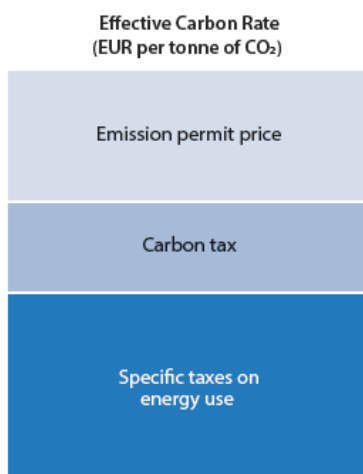 Effective Carbon Rate
(EUR per tonne of CO₂)
Emission permit price
Carbon tax
Specific taxes on
energy use